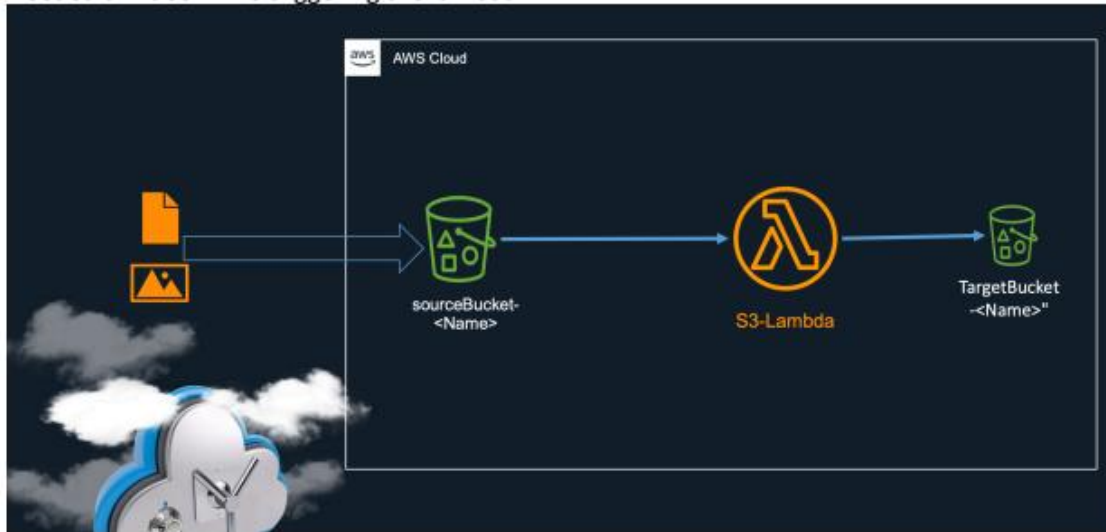 aws
AWS Cloud
sourceBucket-
<Name>
S3-Lambda
TargetBucket
-<Name>"